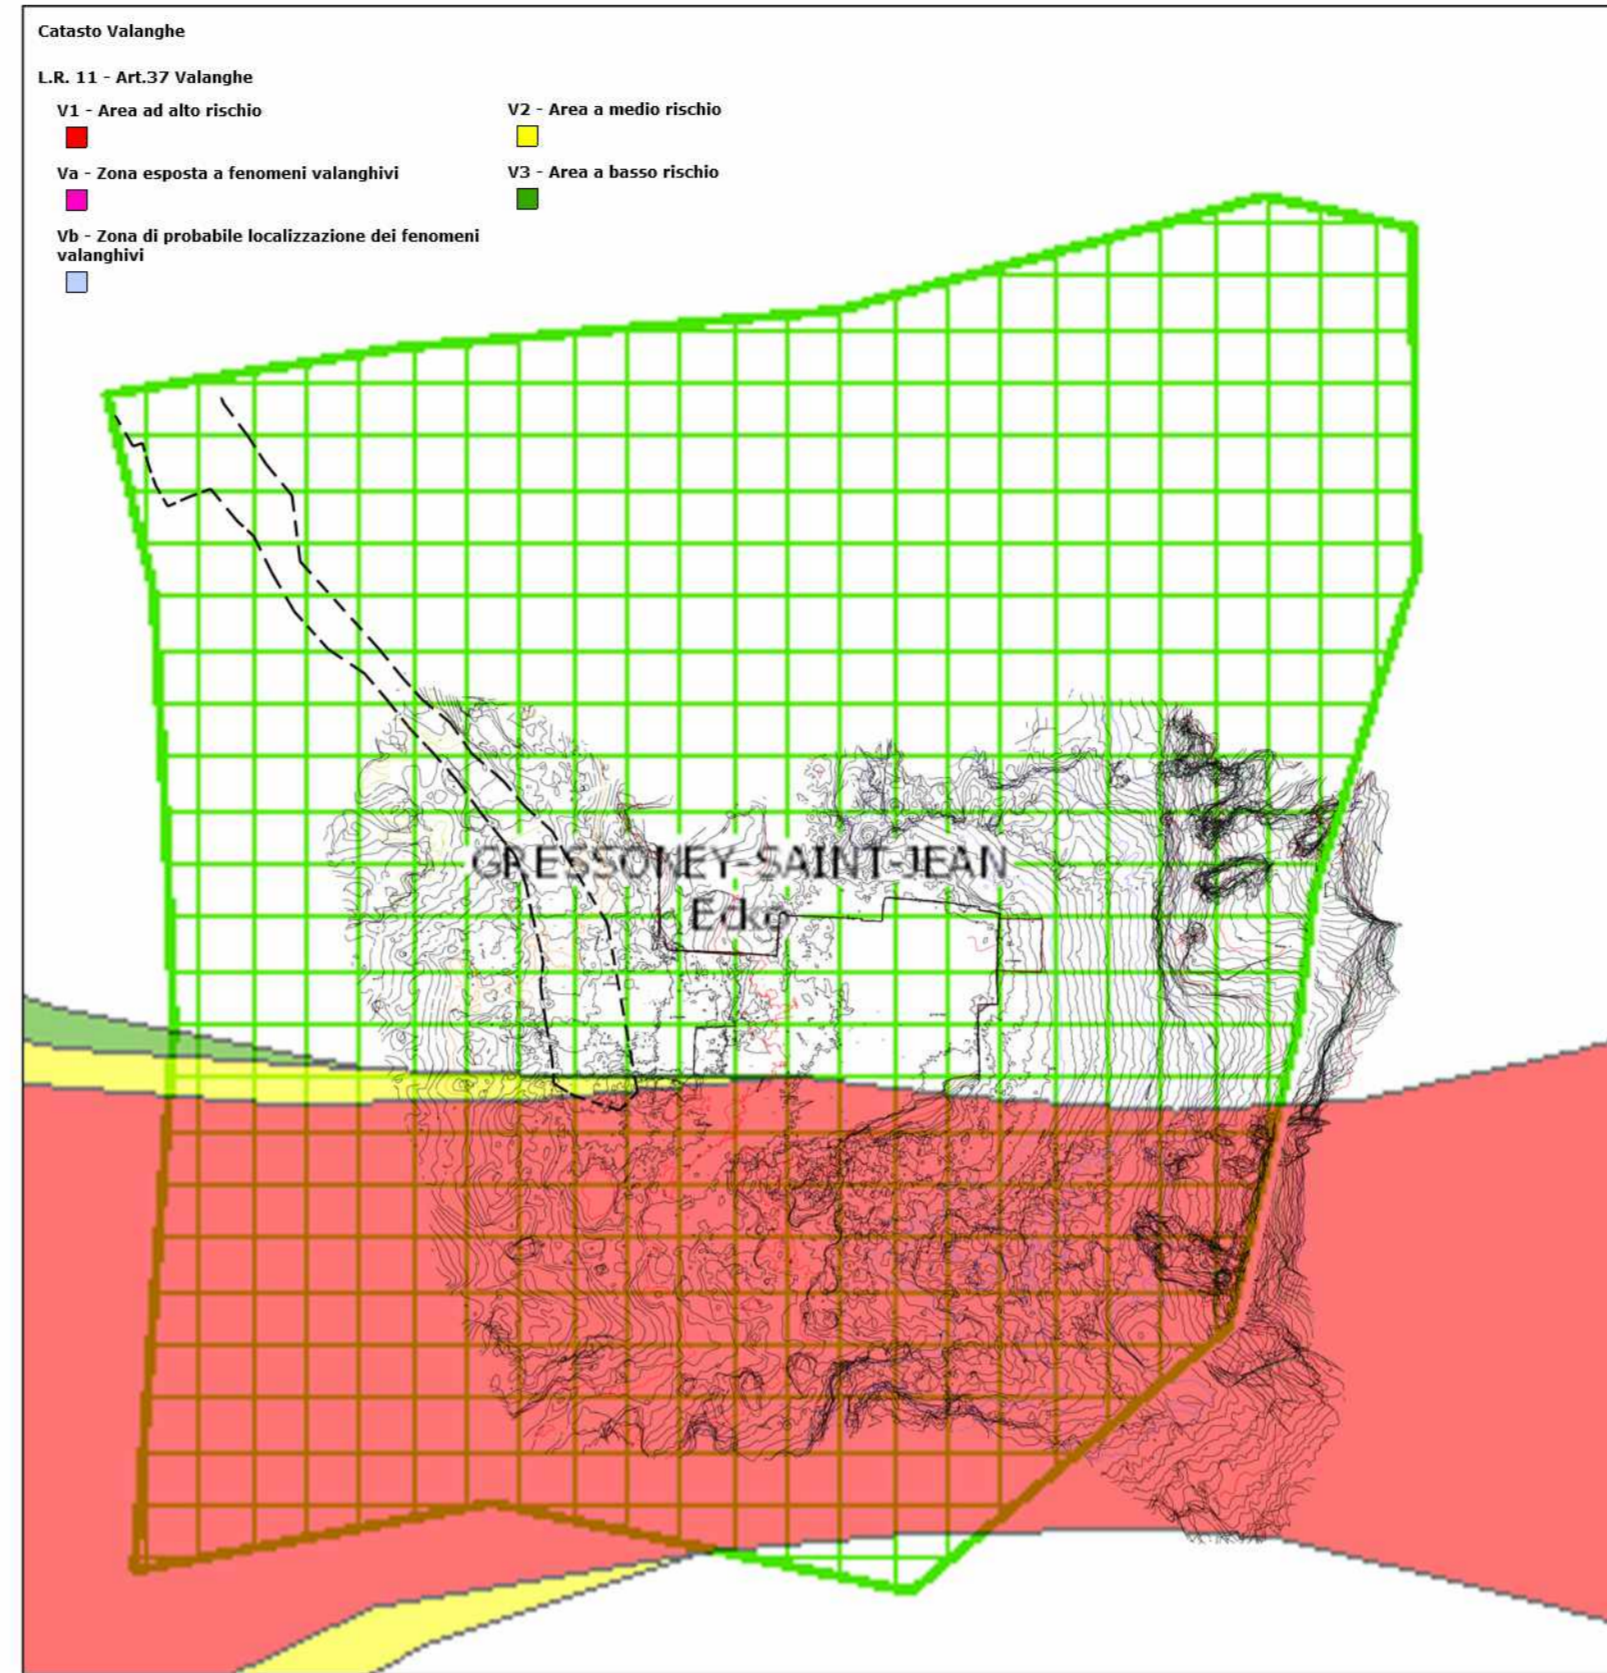 Catasto Valanghe
L.R. 11 - Art.37 Valanghe
V1 - Area ad alto rischio
V2 - Area a medio rischio
Va - Zona esposta a fenomeni valanghivi
V3 - Area a basso rischio
Vb - Zona di probabile localizzazione dei fenomeni
valanghivi
GRESSONEY-SAINT-JEAN
Ecko